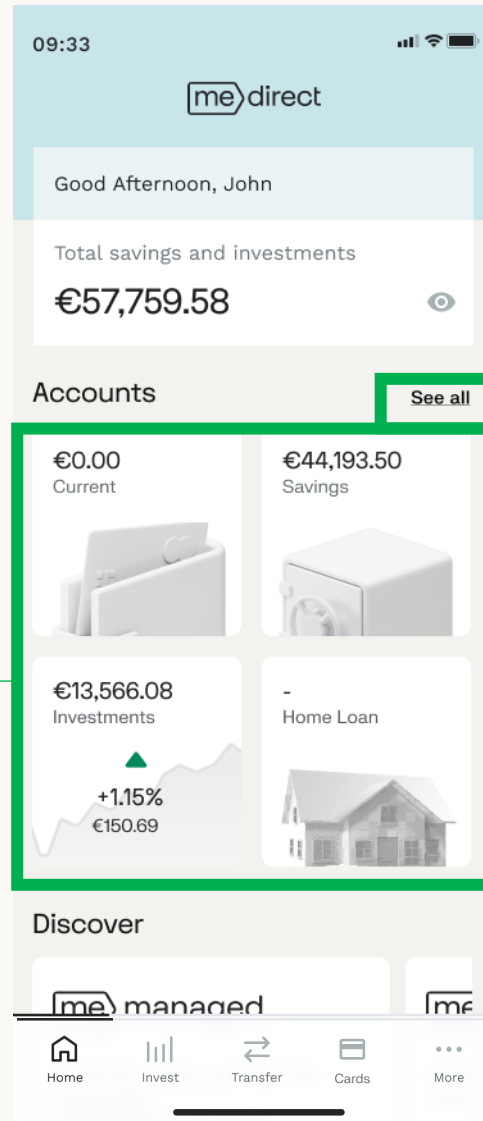 09:33
me direct
Good Afternoon, John
Total savings and investments
€57,759.58
Accounts
See all
€0.00
Current
€44,193.50
Savings
€13,566.08
Investments
+1.15%
€150.69
-
Home Loan
Discover
me managed
me
Home
Invest
Transfer
Cards
More